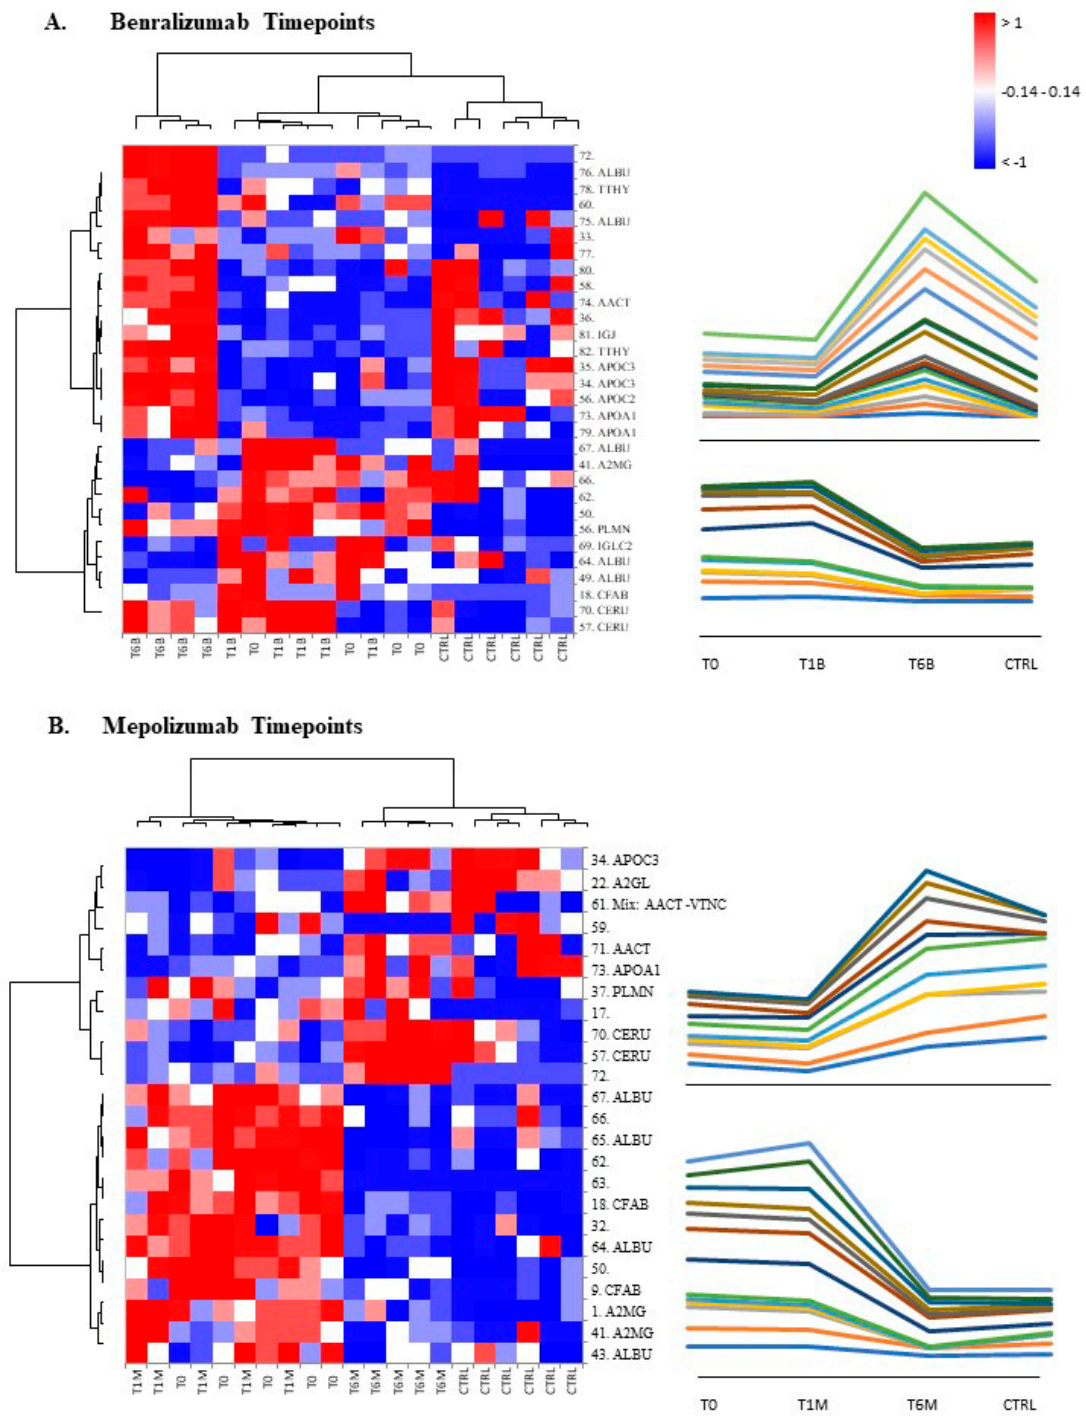 A. Benralizumab Timepoints
> 1
-0.14 - 0.14
< -1
72.
76. ALBU
78. TTHY
60.
75. ALBU
33.
77.
80.
58.
74. AACT
36.
81. IGJ
82. TTHY
35. APOC3
34. APOC3
56. APOC2
73. APOA1
79. APOA1
67. ALBU
41. A2MG
66.
62.
50.
56. PLMN
69. IGLC2
64. ALBU
49. ALBU
18. CFAB
70. CERU
57. CERU
T6B T6B T6B T6B T1B T0 T1B T1B T1B T0 T1B T0 T0 CTRL CTRL CTRL CTRL CTRL CTRL
T0 T1B T6B CTRL
B. Mepolizumab Timepoints
34. APOC3
22. A2GL
61. Mix: AACT-VTNC
59.
71. AACT
73. APOA1
37. PLMN
17.
70. CERU
57. CERU
72.
67. ALBU
66.
65. ALBU
62.
63.
18. CFAB
32.
64. ALBU
50.
9. CFAB
1. A2MG
41. A2MG
43. ALBU
T1M T1M T0 T1M T0 T1M T0 T1M T0 T0 T6M T6M T6M T6M T6M CTRL CTRL CTRL CTRL CTRL CTRL
T0 T1M T6M CTRL